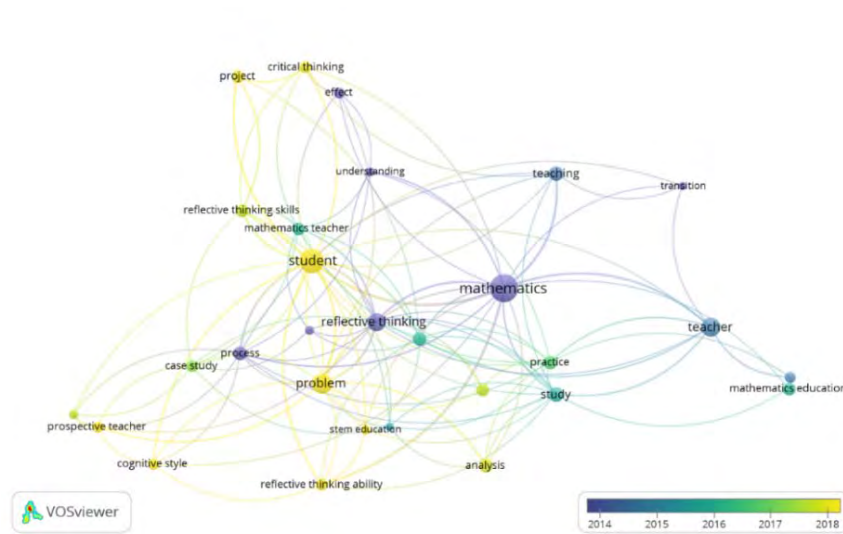 critical thinking
project
effect
understanding
teaching
transition
reflective thinking skills
mathematics teacher
student
mathematics
reflective thinking
teacher
process
practice
case study
problem
mathematics education
study
prospective teacher
stem education
cognitive style
analysis
reflective thinking ability
VOSviewer
2014 2015 2016 2017 2018